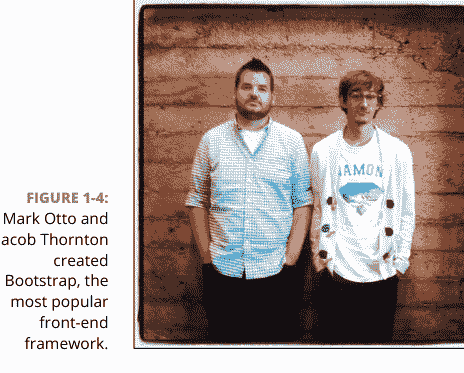 FIGURE 1-4:
Mark Otto and
acob Thornton
created
Bootstrap, the
most popular
front-end
framework.